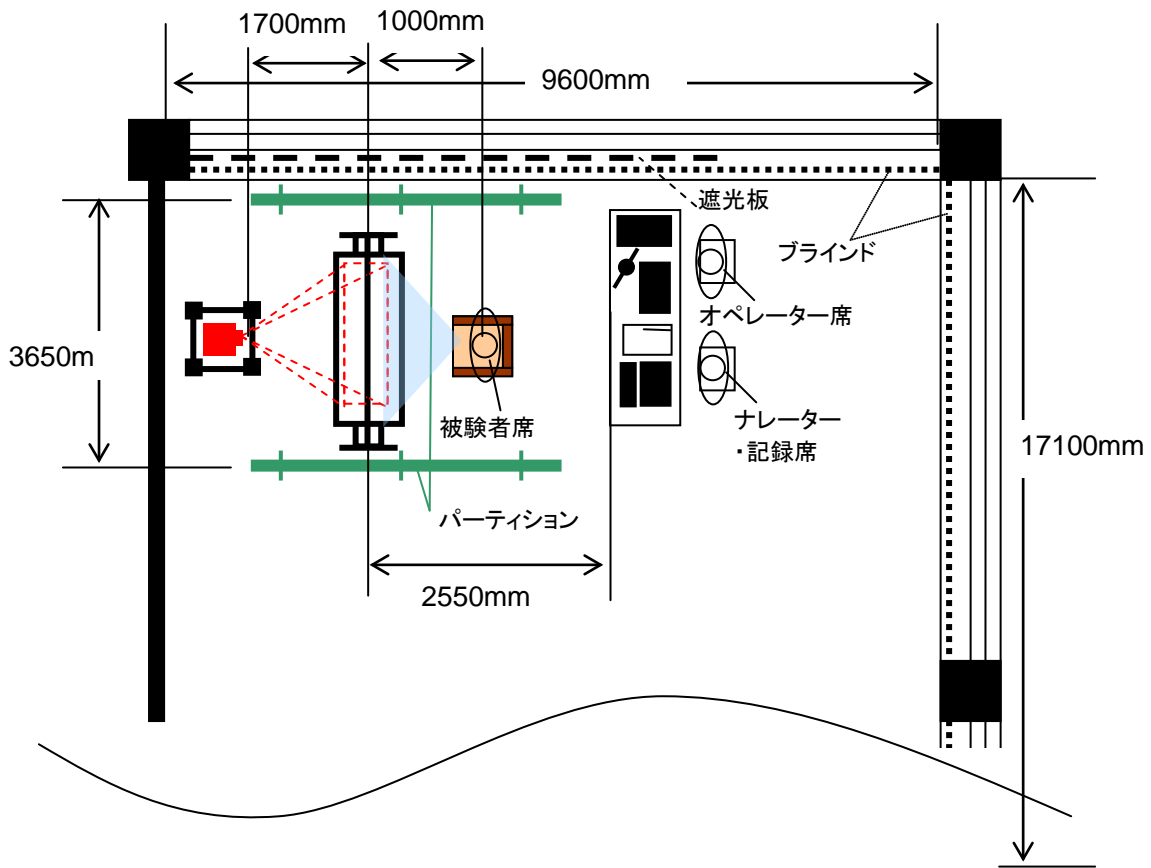 1700mm
1000mm
9600mm
遮光板
ブラインド
オペレーター席
3650m
被験者席
ナレーター
・記録席
17100mm
パーティション
2550mm